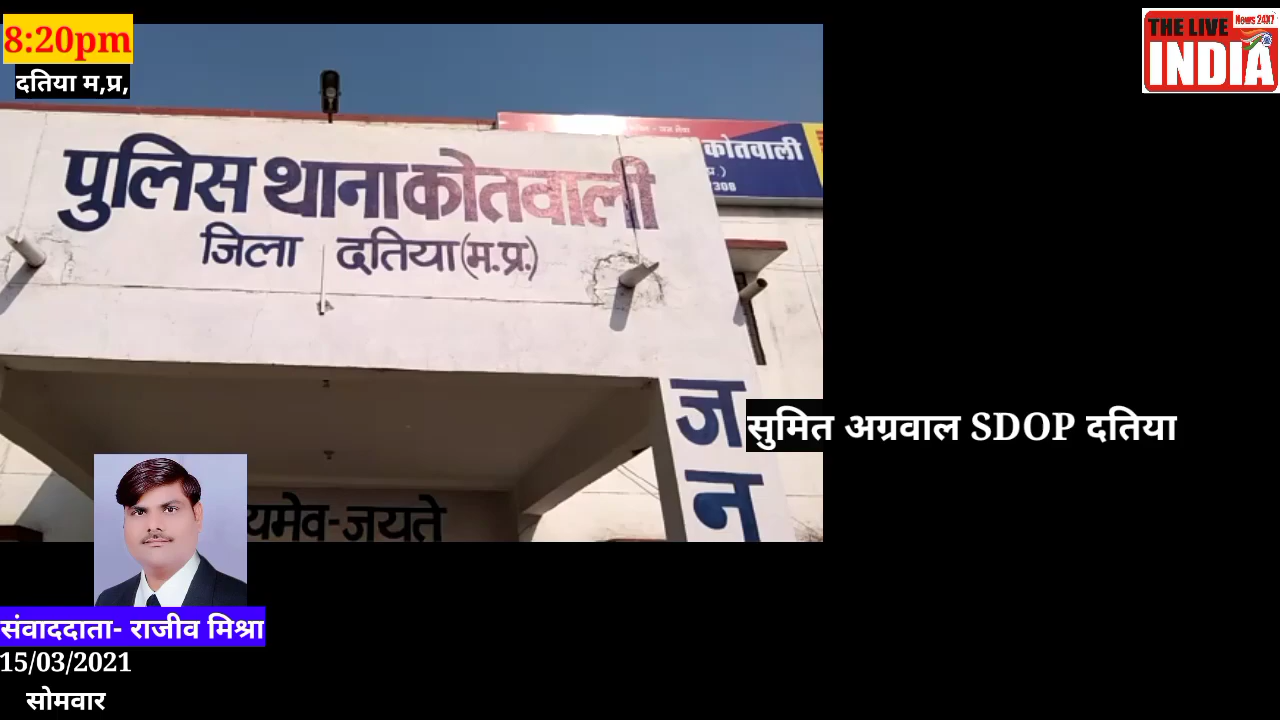 8:20pm
दतिया म,प्र,
THE LIVE
News 24X7
INDIA
कोतवाली
पुलिस थाना कोतवाली
जिला दतिया (म.प्र.)
ज
न
सुमित अग्रवाल SDOP दतिया
यमेव-जयते
संवाददाता- राजीव मिश्रा
15/03/2021
सोमवार